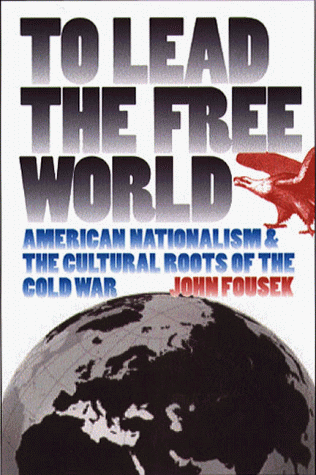 TO LEAD
THE FREE
WORLD
AMERICAN NATIONALISM &
THE CULTURAL ROOTS OF THE
COLD WAR JOHN FOUSEK